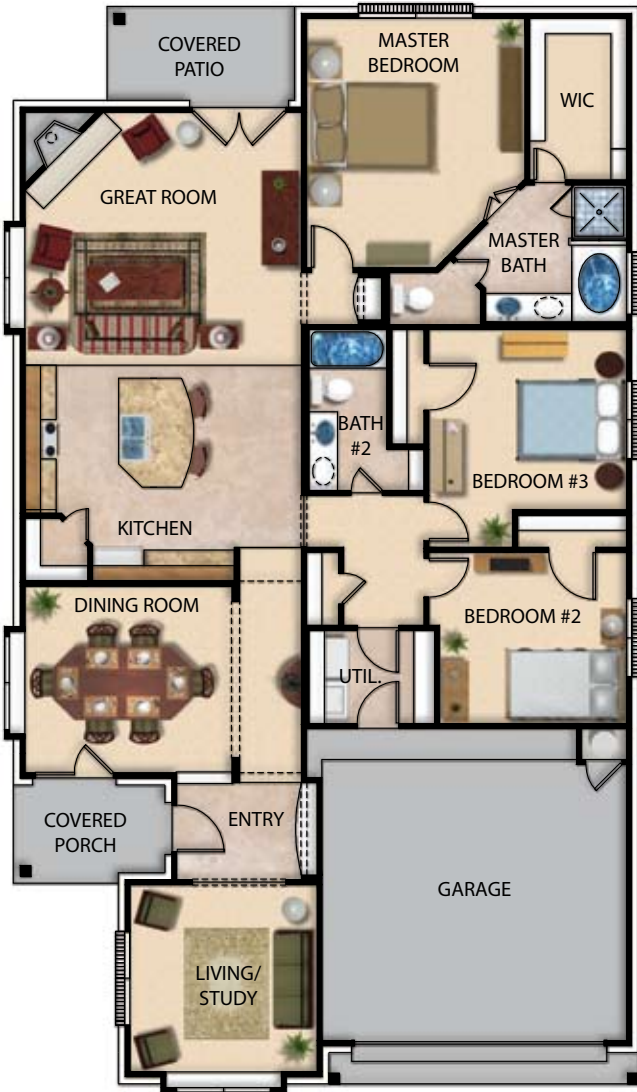 COVERED
PATIO
MASTER
BEDROOM
WIC
GREAT ROOM
MASTER
BATH
BATH
#2
BEDROOM #3
KITCHEN
DINING ROOM
BEDROOM #2
UTIL.
COVERED
PORCH
ENTRY
GARAGE
LIVING/
STUDY